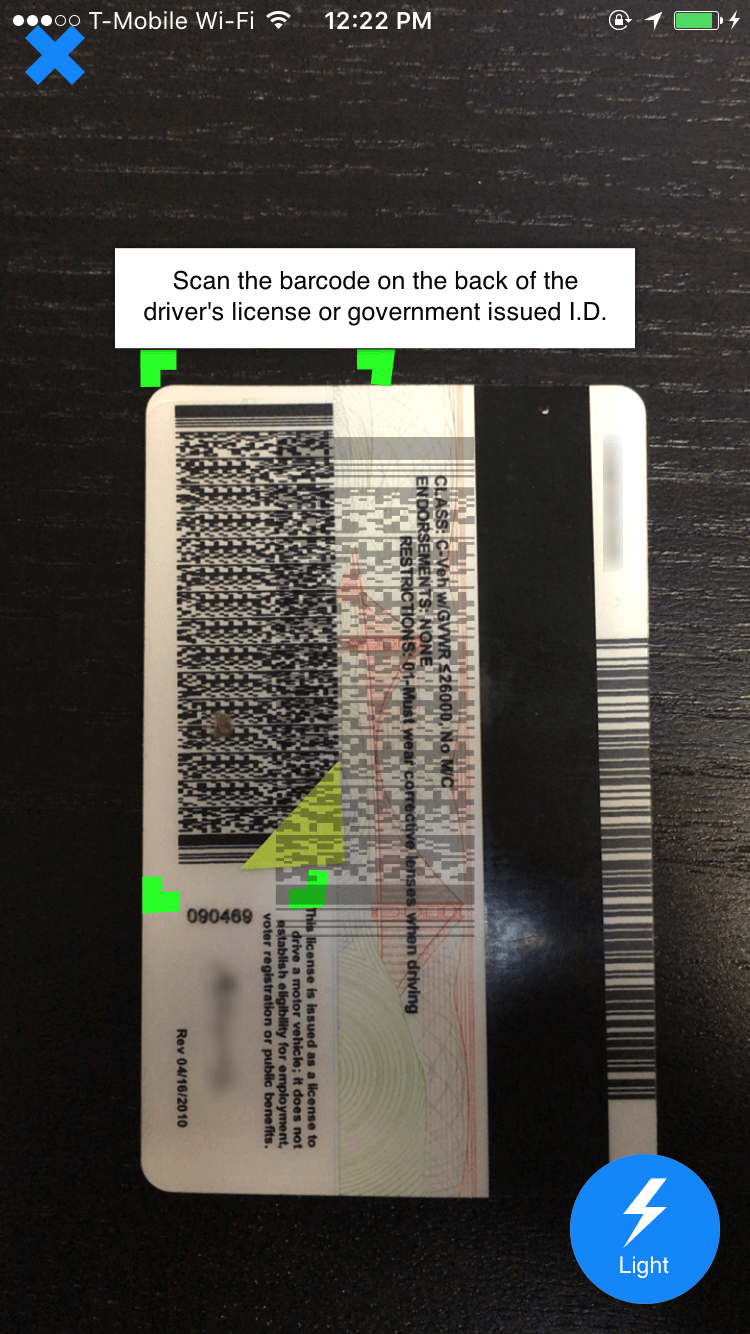 T-Mobile Wi-Fi 12:22 PM
Scan the barcode on the back of the
driver's license or government issued I.D.
CLASS: C-Veh w/GVWR ≤26000, No M/C
ENDORSEMENTS: NONE
RESTRICTIONS: 01-Must wear corrective lenses when driving
090469
This license is issued as a license to
drive a motor vehicle; it does not
establish eligibility for employment,
voter registration or public benefits.
Rev 04/16/2010
Light